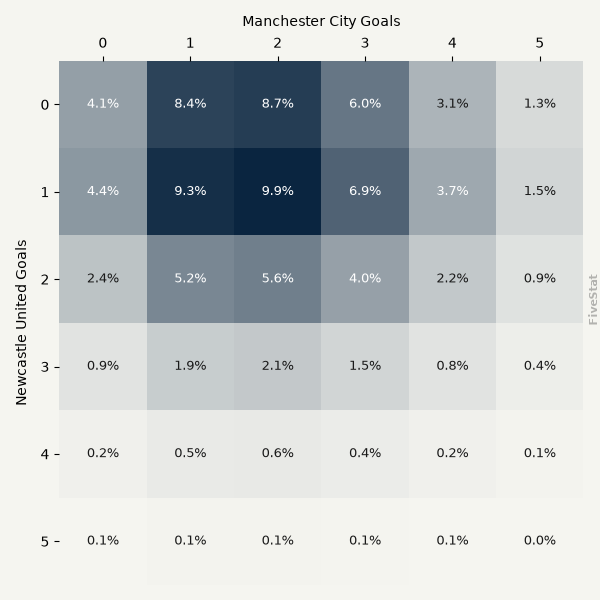 Manchester City Goals
0 1 2 3 4 5
0 4.1% 8.4% 8.7% 6.0% 3.1% 1.3%
1 4.4% 9.3% 9.9% 6.9% 3.7% 1.5%
2 2.4% 5.2% 5.6% 4.0% 2.2% 0.9%
3 0.9% 1.9% 2.1% 1.5% 0.8% 0.4%
4 0.2% 0.5% 0.6% 0.4% 0.2% 0.1%
5 0.1% 0.1% 0.1% 0.1% 0.1% 0.0%
Newcastle United Goals
FiveStat